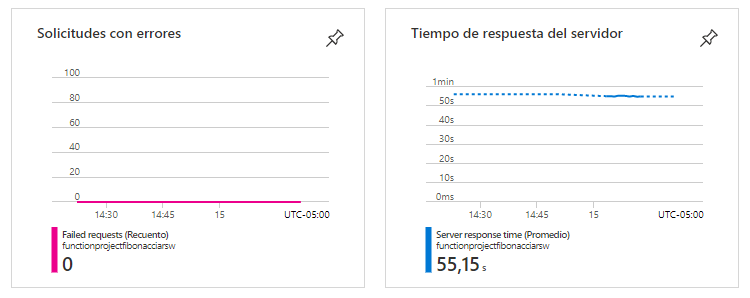 Solicitudes con errores
100
80
60
40
20
0
14:30 14:45 15 UTC-05:00
Failed requests (Recuento)
functionprojectfibonacciarsw
0
Tiempo de respuesta del servidor
1min
50s
40s
30s
20s
10s
0ms
14:30 14:45 15 UTC-05:00
Server response time (Promedio)
functionprojectfibonacciarsw
55,15 s